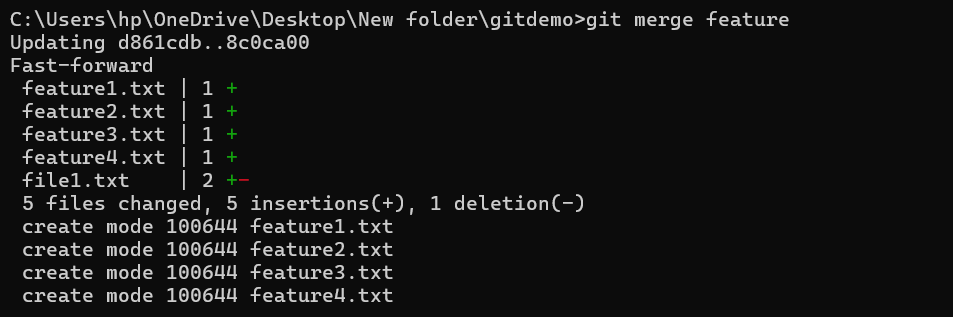 C:\Users\hp\OneDrive\Desktop\New folder\gitdemo>git merge feature
Updating d861cdb..8c0ca00
Fast-forward
 feature1.txt | 1 +
 feature2.txt | 1 +
 feature3.txt | 1 +
 feature4.txt | 1 +
 file1.txt    | 2 +-
 5 files changed, 5 insertions(+), 1 deletion(-)
 create mode 100644 feature1.txt
 create mode 100644 feature2.txt
 create mode 100644 feature3.txt
 create mode 100644 feature4.txt